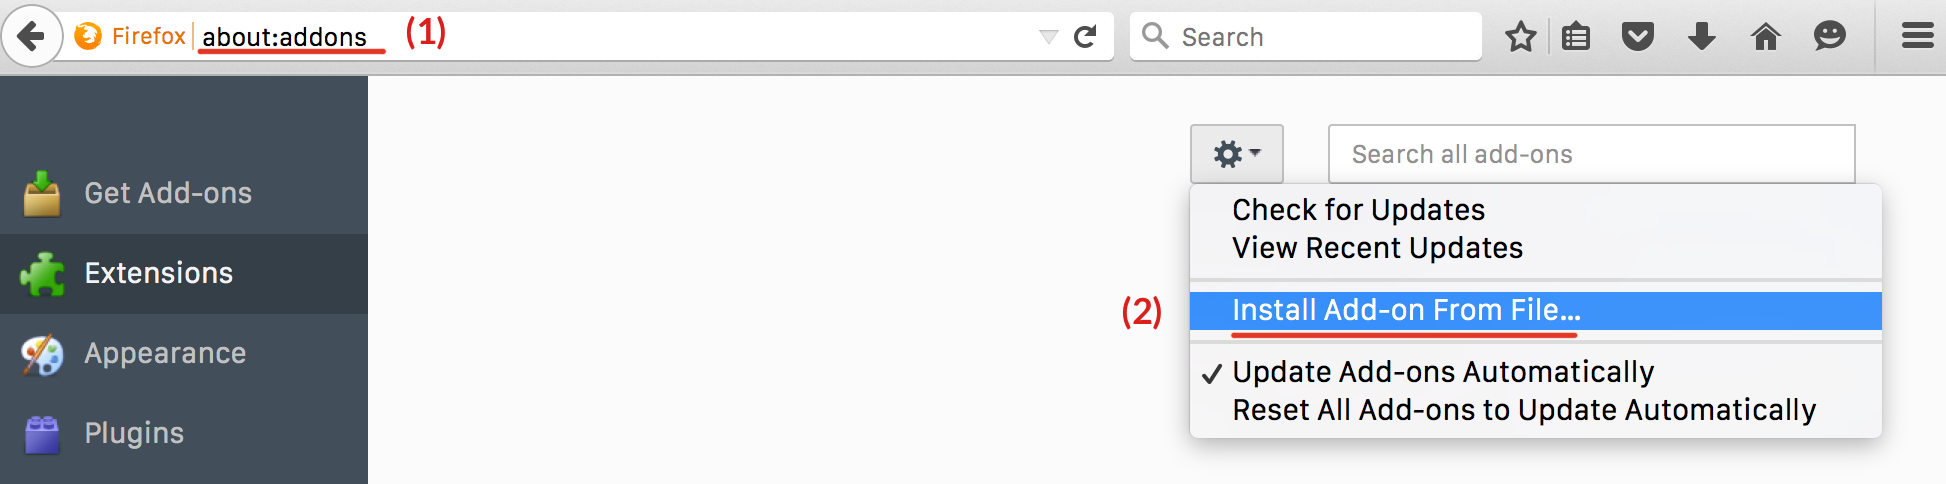 Firefox about:addons (1) Search
Search all add-ons
Get Add-ons
Extensions
Appearance
Plugins
Check for Updates
View Recent Updates
(2) Install Add-on From File...
✓ Update Add-ons Automatically
Reset All Add-ons to Update Automatically